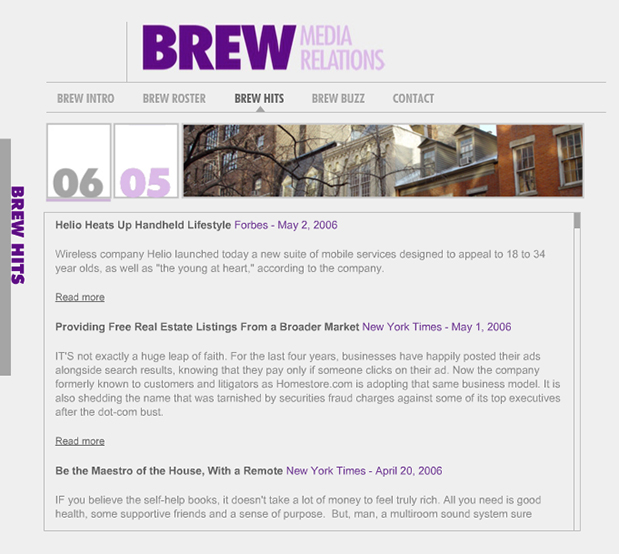 BREW MEDIA
RELATIONS
BREW INTRO BREW ROSTER BREW HITS BREW BUZZ CONTACT
06 05
BREW HITS
Helio Heats Up Handheld Lifestyle Forbes - May 2, 2006
Wireless company Helio launched today a new suite of mobile services designed to appeal to 18 to 34
year olds, as well as "the young at heart," according to the company.
Read more
Providing Free Real Estate Listings From a Broader Market New York Times - May 1, 2006
IT'S not exactly a huge leap of faith. For the last four years, businesses have happily posted their ads
alongside search results, knowing that they pay only if someone clicks on their ad. Now the company
formerly known to customers and litigators as Homestore.com is adopting that same business model. It is
also shedding the name that was tarnished by securities fraud charges against some of its top executives
after the dot-com bust.
Read more
Be the Maestro of the House, With a Remote New York Times - April 20, 2006
IF you believe the self-help books, it doesn't take a lot of money to feel truly rich. All you need is good
health, some supportive friends and a sense of purpose. But, man, a multiroom sound system sure